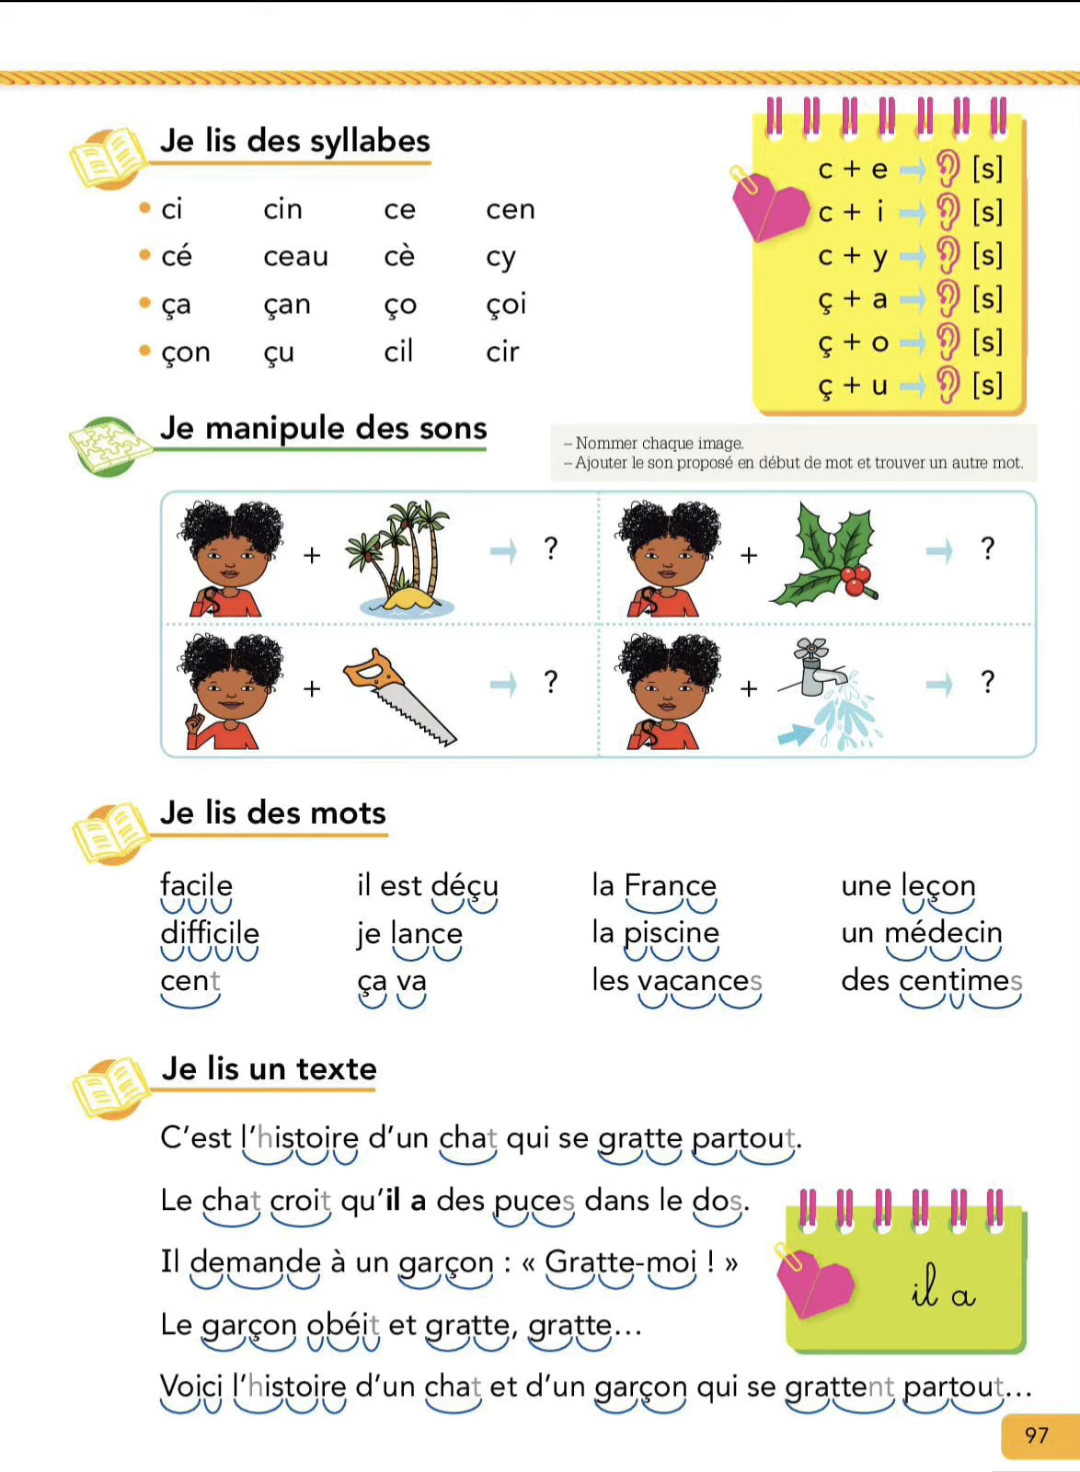 Je lis des syllabes
• ci cin ce cen
• cé ceau cè cy
• ça çan ço çoi
• çon çu cil cir
c + e → [s]
c + i → [s]
c + y → [s]
ç + a → [s]
ç + o → [s]
ç + u → [s]
Je manipule des sons
– Nommer chaque image.
– Ajouter le son proposé en début de mot et trouver un autre mot.
S + → ?
S + → ?
+ → ?
S + → ?
Je lis des mots
facile il est déçu la France une leçon
difficile je lance la piscine un médecin
cent ça va les vacances des centimes
Je lis un texte
C'est l'histoire d'un chat qui se gratte partout.
Le chat croit qu'il a des puces dans le dos.
Il demande à un garçon : « Gratte-moi ! »
Le garçon obéit et gratte, gratte...
Voici l'histoire d'un chat et d'un garçon qui se grattent partout...
il a
97